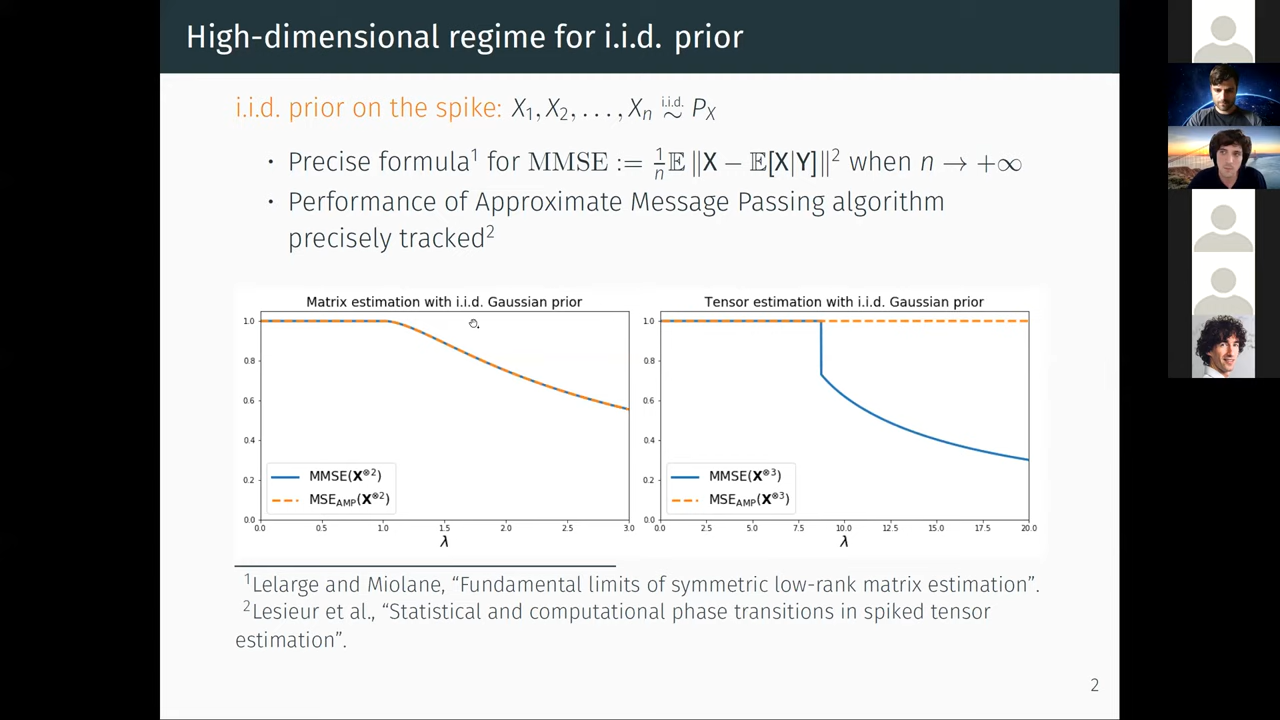 High-dimensional regime for i.i.d. prior
i.i.d. prior on the spike: X₁, X₂, . . . , Xₙ i.i.d. ∼ P_X
• Precise formula¹ for MMSE := 1/n 𝔼 ‖X − 𝔼[X|Y]‖² when n → +∞
• Performance of Approximate Message Passing algorithm
precisely tracked²
Matrix estimation with i.i.d. Gaussian prior
1.0
0.8
0.6
0.4
0.2
0.0
MMSE(X⊗2)
MSE_AMP(X⊗2)
0.0 0.5 1.0 1.5 2.0 2.5 3.0
λ
Tensor estimation with i.i.d. Gaussian prior
1.0
0.8
0.6
0.4
0.2
0.0
MMSE(X⊗3)
MSE_AMP(X⊗3)
0.0 2.5 5.0 7.5 10.0 12.5 15.0 17.5 20.0
λ
¹Lelarge and Miolane, “Fundamental limits of symmetric low-rank matrix estimation”.
²Lesieur et al., “Statistical and computational phase transitions in spiked tensor
estimation”.
2